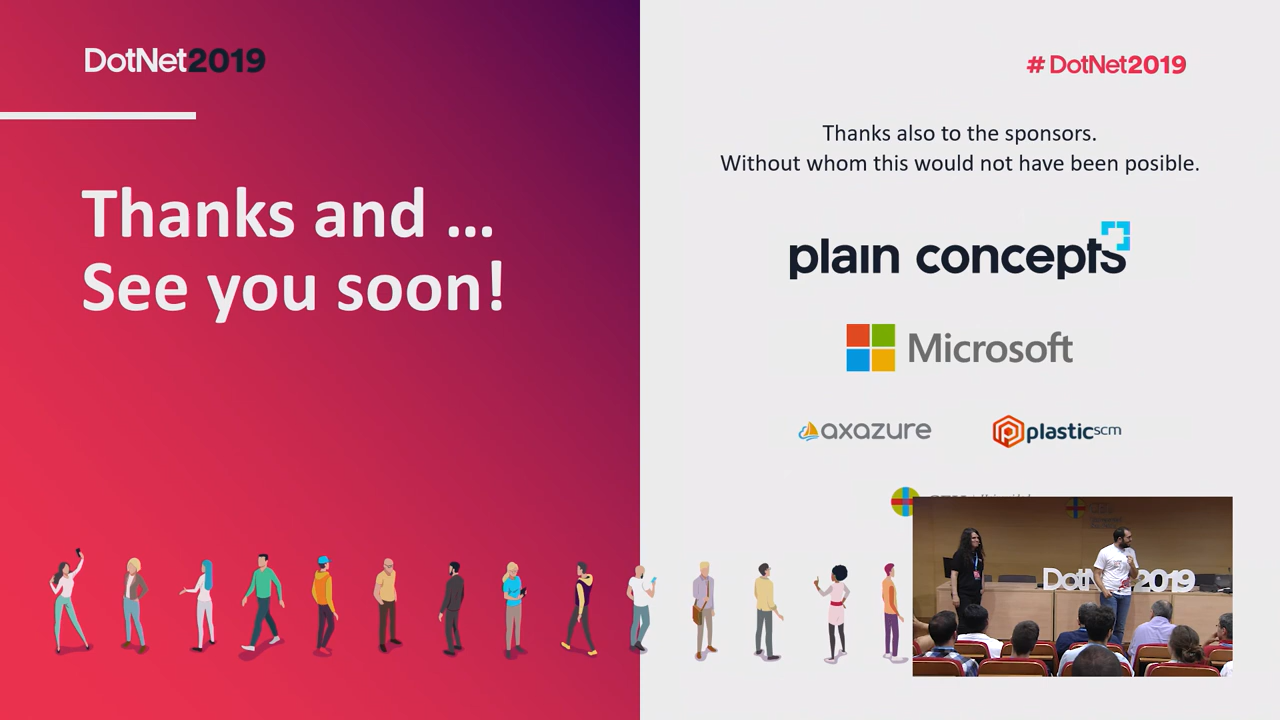 DotNet2019
Thanks and ...
See you soon!
# DotNet2019
Thanks also to the sponsors.
Without whom this would not have been posible.
plain concepts
Microsoft
axazure
plasticscm
DotNet2019